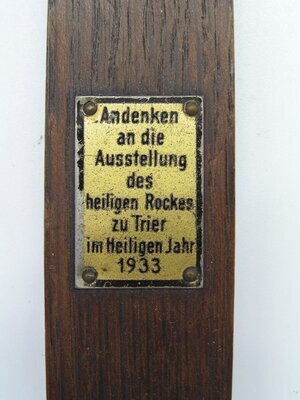 Andenken
an die
Ausstellung
des
heiligen Rockes
zu Trier
im Heiligen Jahr
1933